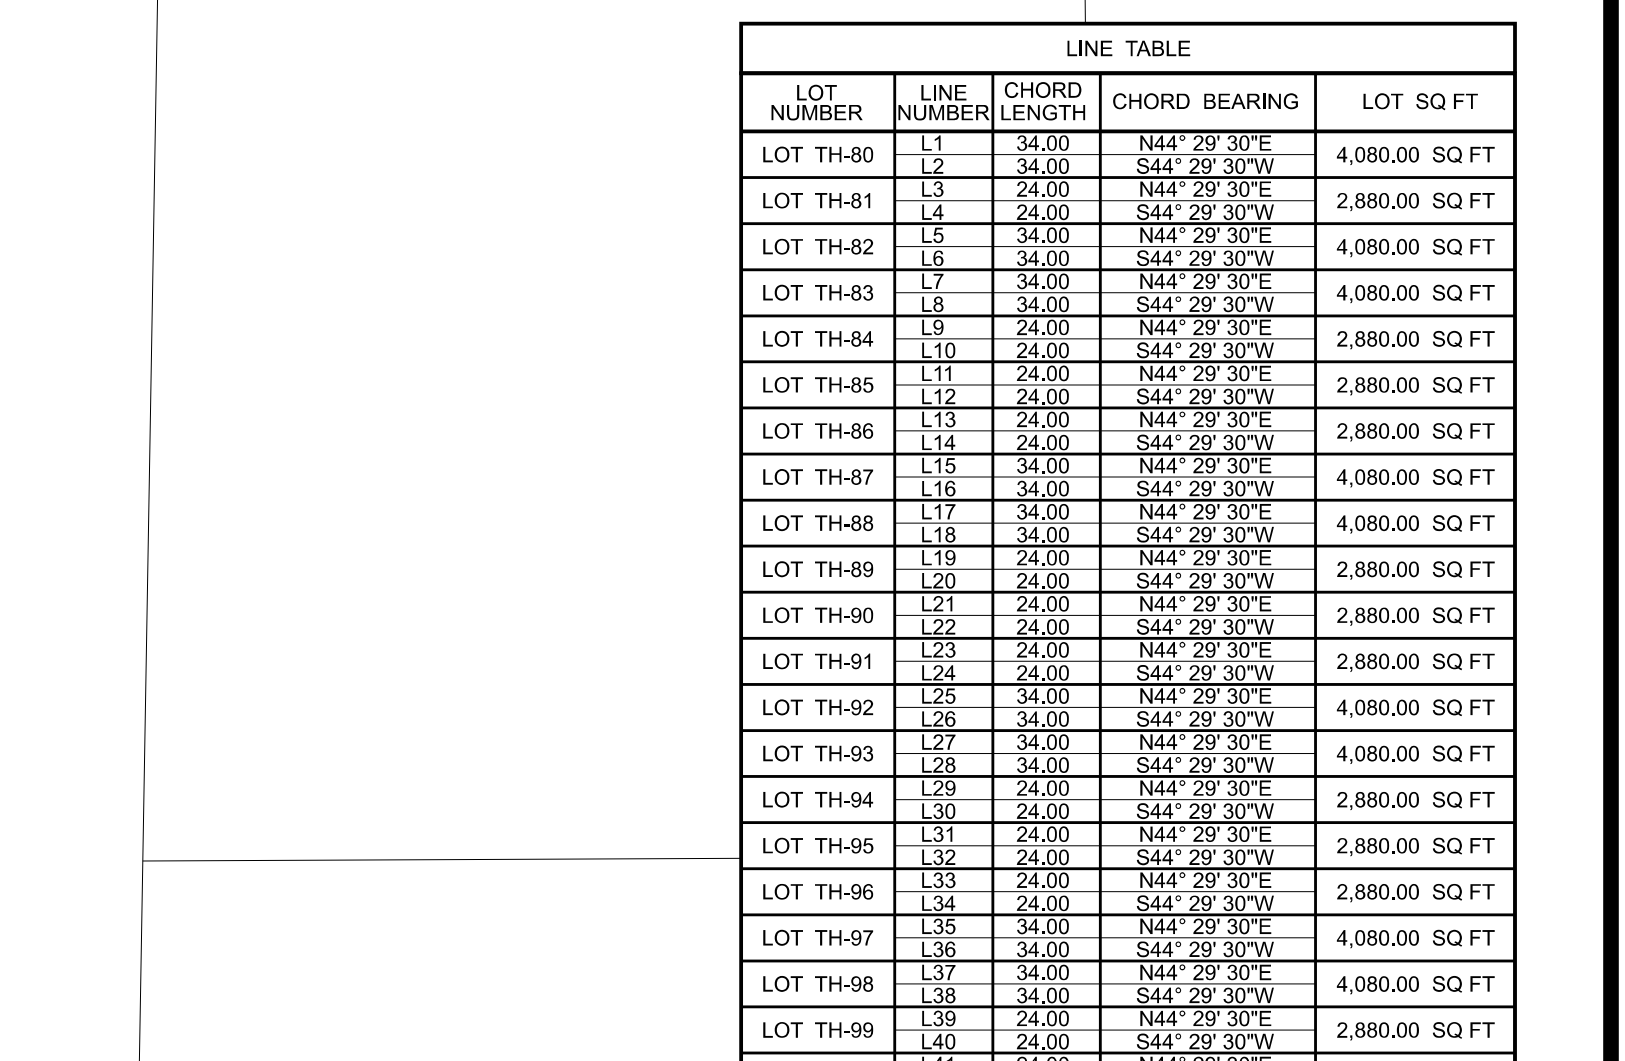 LINE TABLE
LOT NUMBER LINE NUMBER CHORD LENGTH CHORD BEARING LOT SQ FT
LOT TH-80 L1 34.00 N44° 29' 30"E 4,080.00 SQ FT
L2 34.00 S44° 29' 30"W
LOT TH-81 L3 24.00 N44° 29' 30"E 2,880.00 SQ FT
L4 24.00 S44° 29' 30"W
LOT TH-82 L5 34.00 N44° 29' 30"E 4,080.00 SQ FT
L6 34.00 S44° 29' 30"W
LOT TH-83 L7 34.00 N44° 29' 30"E 4,080.00 SQ FT
L8 34.00 S44° 29' 30"W
LOT TH-84 L9 24.00 N44° 29' 30"E 2,880.00 SQ FT
L10 24.00 S44° 29' 30"W
LOT TH-85 L11 24.00 N44° 29' 30"E 2,880.00 SQ FT
L12 24.00 S44° 29' 30"W
LOT TH-86 L13 24.00 N44° 29' 30"E 2,880.00 SQ FT
L14 24.00 S44° 29' 30"W
LOT TH-87 L15 34.00 N44° 29' 30"E 4,080.00 SQ FT
L16 34.00 S44° 29' 30"W
LOT TH-88 L17 34.00 N44° 29' 30"E 4,080.00 SQ FT
L18 34.00 S44° 29' 30"W
LOT TH-89 L19 24.00 N44° 29' 30"E 2,880.00 SQ FT
L20 24.00 S44° 29' 30"W
LOT TH-90 L21 24.00 N44° 29' 30"E 2,880.00 SQ FT
L22 24.00 S44° 29' 30"W
LOT TH-91 L23 24.00 N44° 29' 30"E 2,880.00 SQ FT
L24 24.00 S44° 29' 30"W
LOT TH-92 L25 34.00 N44° 29' 30"E 4,080.00 SQ FT
L26 34.00 S44° 29' 30"W
LOT TH-93 L27 34.00 N44° 29' 30"E 4,080.00 SQ FT
L28 34.00 S44° 29' 30"W
LOT TH-94 L29 24.00 N44° 29' 30"E 2,880.00 SQ FT
L30 24.00 S44° 29' 30"W
LOT TH-95 L31 24.00 N44° 29' 30"E 2,880.00 SQ FT
L32 24.00 S44° 29' 30"W
LOT TH-96 L33 24.00 N44° 29' 30"E 2,880.00 SQ FT
L34 24.00 S44° 29' 30"W
LOT TH-97 L35 34.00 N44° 29' 30"E 4,080.00 SQ FT
L36 34.00 S44° 29' 30"W
LOT TH-98 L37 34.00 N44° 29' 30"E 4,080.00 SQ FT
L38 34.00 S44° 29' 30"W
LOT TH-99 L39 24.00 N44° 29' 30"E 2,880.00 SQ FT
L40 24.00 S44° 29' 30"W